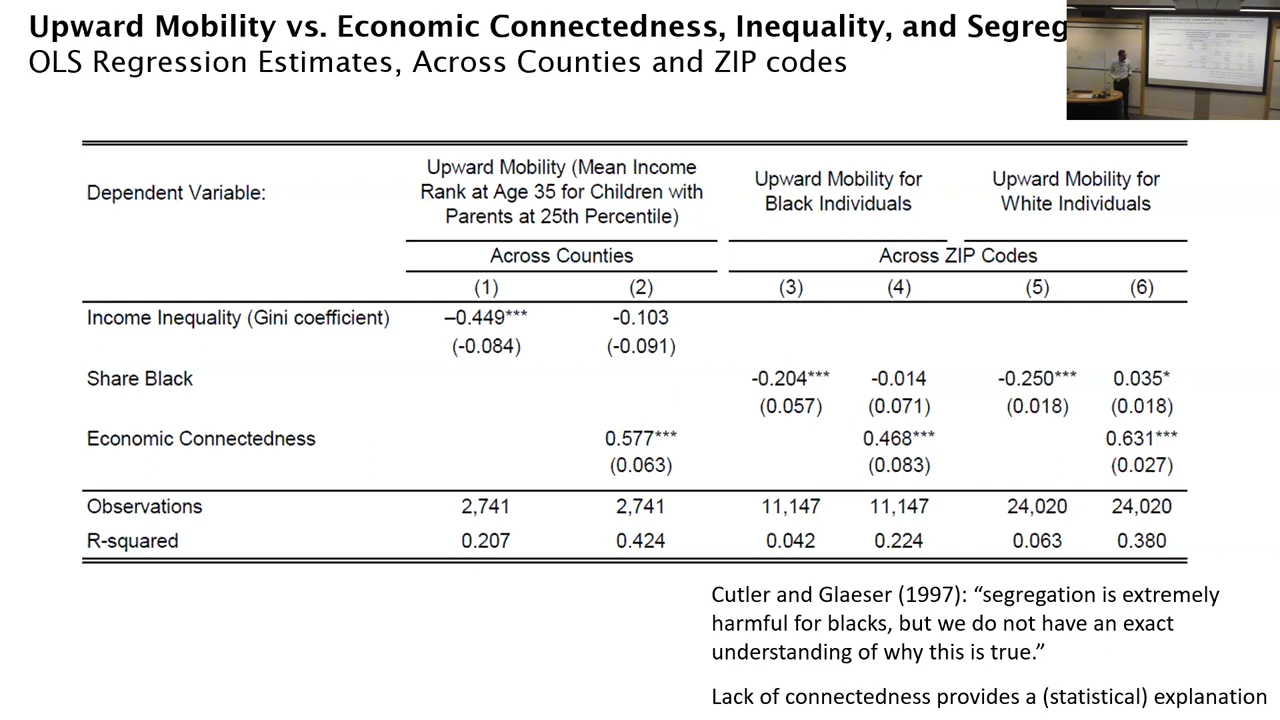 Upward Mobility vs. Economic Connectedness, Inequality, and Segreg
OLS Regression Estimates, Across Counties and ZIP codes
Dependent Variable:
Upward Mobility (Mean Income
Rank at Age 35 for Children with
Parents at 25th Percentile)
Upward Mobility for
Black Individuals
Upward Mobility for
White Individuals
Across Counties
Across ZIP Codes
(1) (2) (3) (4) (5) (6)
Income Inequality (Gini coefficient) –0.449*** -0.103
(-0.084) (-0.091)
Share Black -0.204*** -0.014 -0.250*** 0.035*
(0.057) (0.071) (0.018) (0.018)
Economic Connectedness 0.577*** 0.468*** 0.631***
(0.063) (0.083) (0.027)
Observations 2,741 2,741 11,147 11,147 24,020 24,020
R-squared 0.207 0.424 0.042 0.224 0.063 0.380
Cutler and Glaeser (1997): “segregation is extremely
harmful for blacks, but we do not have an exact
understanding of why this is true.”
Lack of connectedness provides a (statistical) explanation